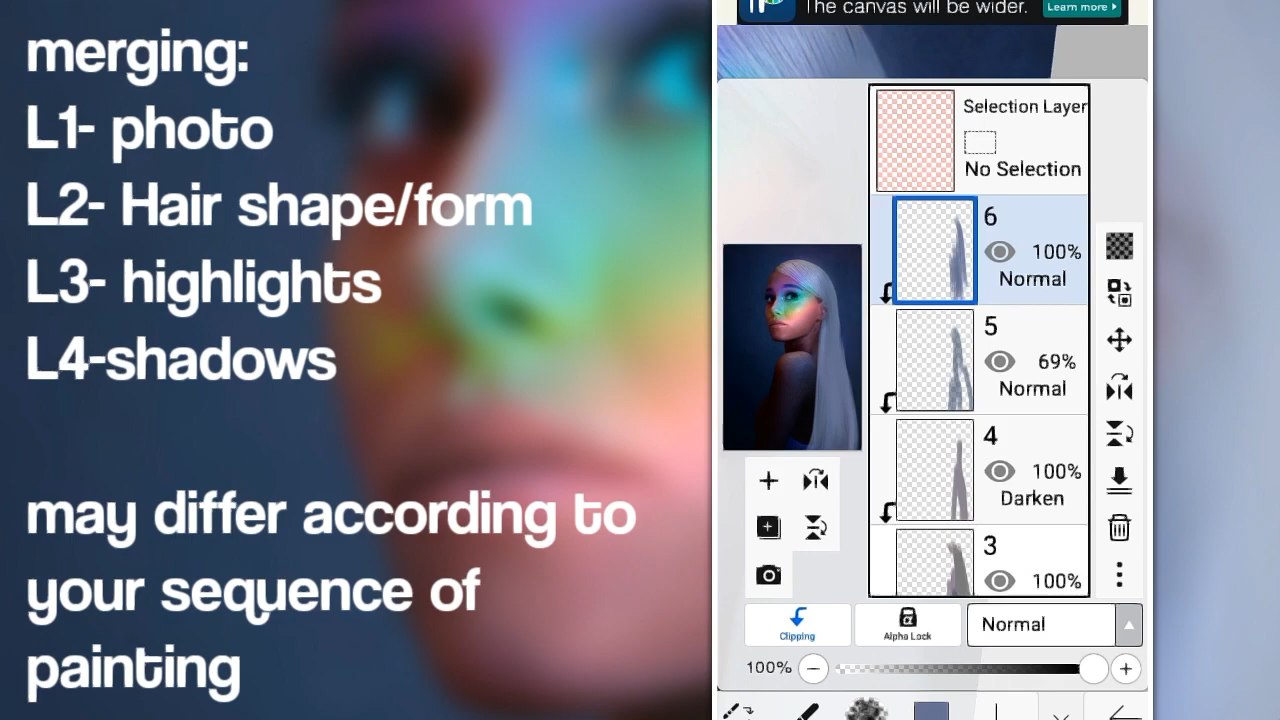 merging:
L1- photo
L2- Hair shape/form
L3- highlights
L4-shadows
may differ according to
your sequence of
painting
The canvas will be wider.
Learn more
Selection Layer
No Selection
6
100%
Normal
5
69%
Normal
4
100%
Darken
3
100%
Clipping
α
Alpha Lock
Normal
100%